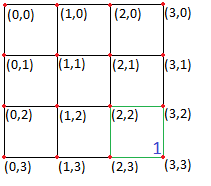 (0,0) (1,0) (2,0) (3,0)
(0,1) (1,1) (2,1) (3,1)
(0,2) (1,2) (2,2) (3,2)
1
(0,3) (1,3) (2,3) (3,3)